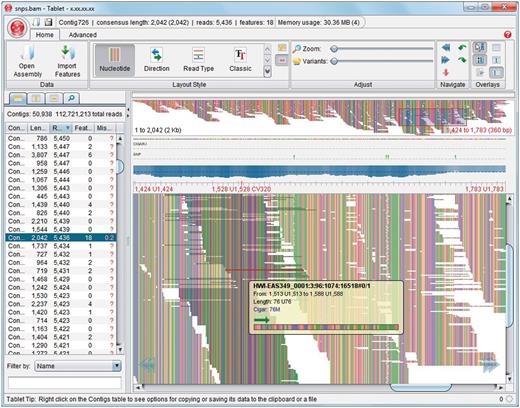 snps.bam - Tablet - x.xx.xx.xx
Contig726 | consensus length: 2,042 (2,042) | reads: 5,436 | features: 18 | Memory usage: 30.36 MB (4)
Home Advanced
Open Assembly
Import Features
Data
Nucleotide Direction Read Type Classic
Layout Style
Zoom:
Variants:
Adjust
Navigate
Overlays
Contigs: 50,938 112,721,213 total reads
Con... Len... R... Feat... Mis...
Con... 786 5,450 0 ?
Con... 1,133 5,447 2 ?
Con... 3,807 5,447 6 ?
Con... 958 5,447 1 ?
Con... 1,259 5,446 0 ?
Con... 1,067 5,444 0 ?
Con... 1,306 5,443 0 ?
Con... 445 5,443 0 ?
Con... 1,439 5,441 4 ?
Con... 826 5,440 2 ?
Con... 2,210 5,439 0 ?
Con... 1,544 5,439 0 ?
Con... 2,042 5,436 18 0.2
Con... 1,737 5,434 1 ?
Con... 727 5,432 1 ?
Con... 964 5,432 2 ?
Con... 719 5,431 2 ?
Con... 1,468 5,429 0 ?
Con... 1,242 5,424 0 ?
Con... 1,530 5,423 0 ?
Con... 2,237 5,423 4 ?
Con... 1,420 5,423 1 ?
Con... 714 5,423 0 ?
Con... 1,163 5,422 1 ?
Con... 1,404 5,421 0 ?
Con... 1,290 5,421 0 ?
Filter by: Name
1 to 2,042 (2 Kb)
1,424 to 1,783 (360 bp)
SNP
1,424 U1,424 1,528 U1,528 CV320 1,783 U1,783
HWI-EAS349_0001:3:96:1074:16518#0/1
From: 1,513 U1,513 to 1,588 U1,588
Length: 76 U76
Cigar: 76M
Tablet Tip: Right click on the Contigs table to see options for copying or saving its data to the clipboard or a file
0